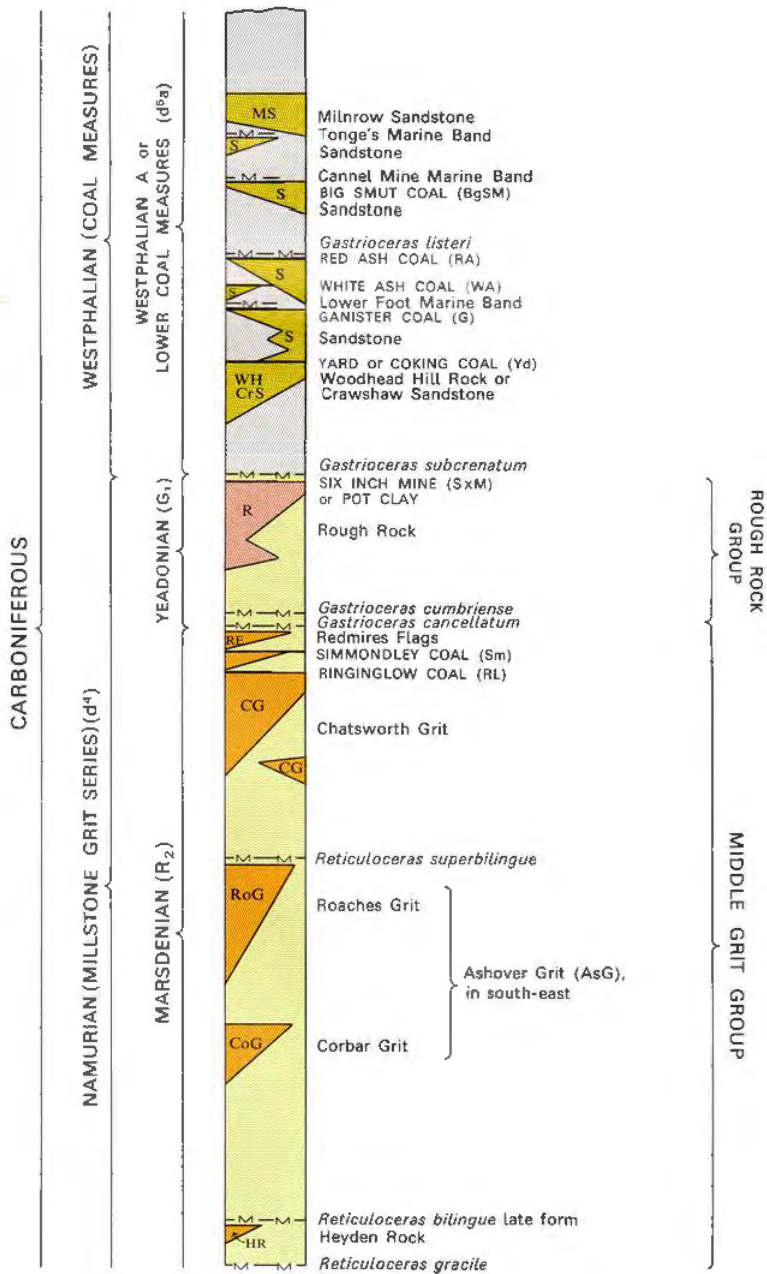 CARBONIFEROUS
WESTPHALIAN (COAL MEASURES)
NAMURIAN (MILLSTONE GRIT SERIES)(d⁴)
WESTPHALIAN A or
LOWER COAL MEASURES (d⁵a)
YEADONIAN (G₁)
MARSDENIAN (R₂)
MS
M
S
M
S
M M
S
S
M
S
WH
CrS
M M
R
M M
M M
RF
CG
CG
M M
RoG
CoG
M M
HR
M M
Milnrow Sandstone
Tonge's Marine Band
Sandstone
Cannel Mine Marine Band
BIG SMUT COAL (BgSM)
Sandstone
Gastrioceras listeri
RED ASH COAL (RA)
WHITE ASH COAL (WA)
Lower Foot Marine Band
GANISTER COAL (G)
Sandstone
YARD or COKING COAL (Yd)
Woodhead Hill Rock or
Crawshaw Sandstone
Gastrioceras subcrenatum
SIX INCH MINE (SxM)
or POT CLAY
Rough Rock
Gastrioceras cumbriense
Gastrioceras cancellatum
Redmires Flags
SIMMONDLEY COAL (Sm)
RINGINGLOW COAL (RL)
Chatsworth Grit
Reticuloceras superbilingue
Roaches Grit
Ashover Grit (AsG),
in south-east
Corbar Grit
Reticuloceras bilingue late form
Heyden Rock
Reticuloceras gracile
ROUGH ROCK
GROUP
MIDDLE GRIT GROUP